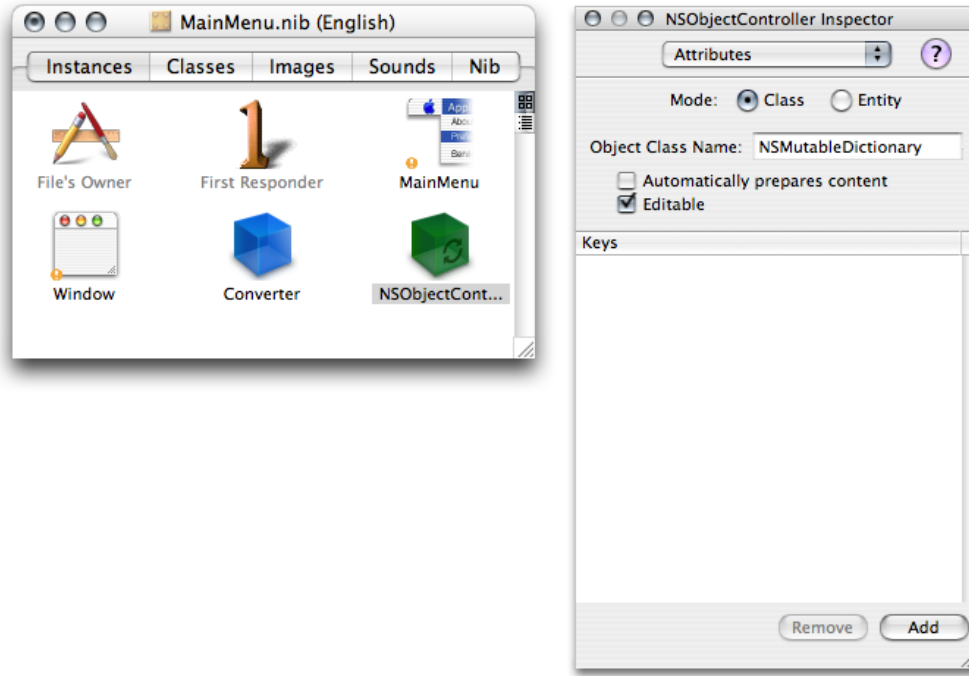 MainMenu.nib (English)
Instances Classes Images Sounds Nib
File's Owner First Responder MainMenu
Window Converter NSObjectCont...
NSObjectController Inspector
Attributes ?
Mode: Class Entity
Object Class Name: NSMutableDictionary
Automatically prepares content
Editable
Keys
Remove Add